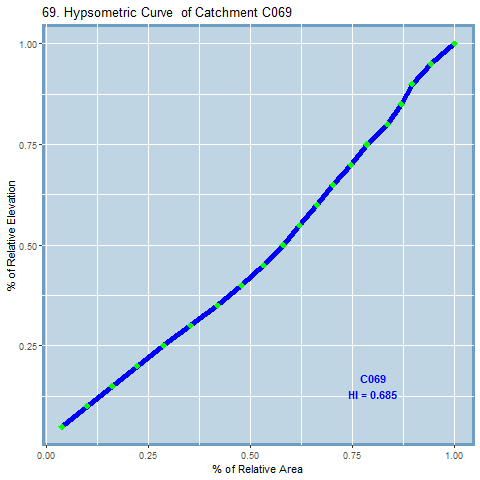 69. Hypsometric Curve  of Catchment C069
1.00
0.75
0.50
0.25
% of Relative Elevation
C069
HI = 0.685
0.00 0.25 0.50 0.75 1.00
% of Relative Area